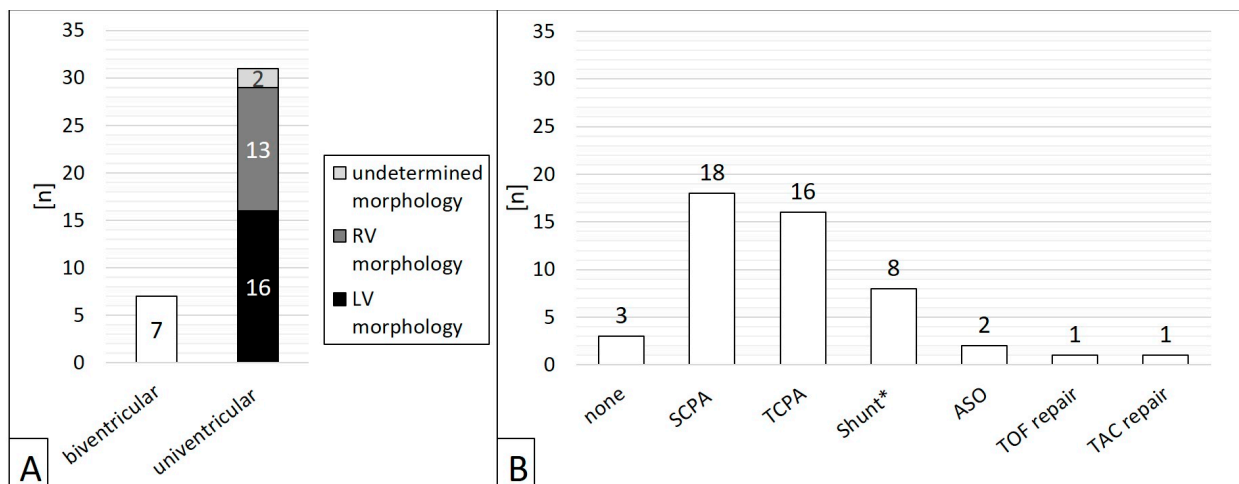 35
30
25
20
15
10
5
0
[n]
2
13
16
7
biventricular
univentricular
undetermined
morphology
RV
morphology
LV
morphology
A
35
30
25
20
15
10
5
0
[n]
3
18
16
8
2
1
1
none
SCPA
TCPA
Shunt*
ASO
TOF repair
TAC repair
B